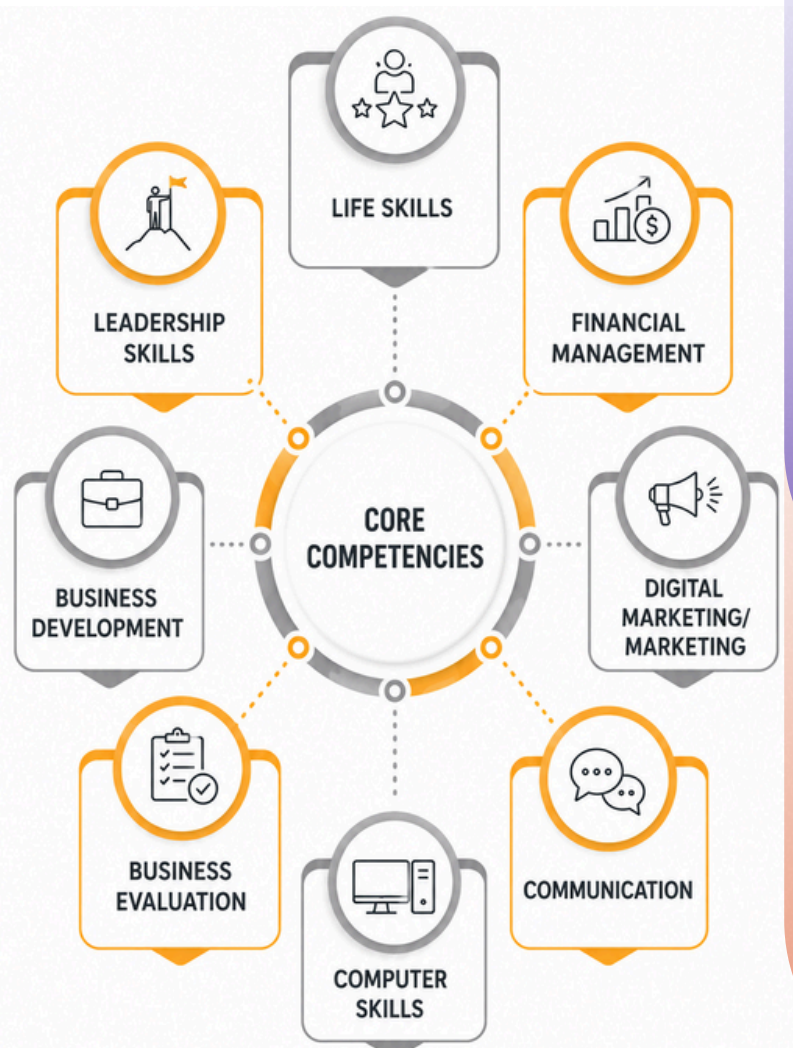 LIFE SKILLS
LEADERSHIP
SKILLS
FINANCIAL
MANAGEMENT
CORE
COMPETENCIES
BUSINESS
DEVELOPMENT
DIGITAL
MARKETING/
MARKETING
BUSINESS
EVALUATION
COMMUNICATION
COMPUTER
SKILLS